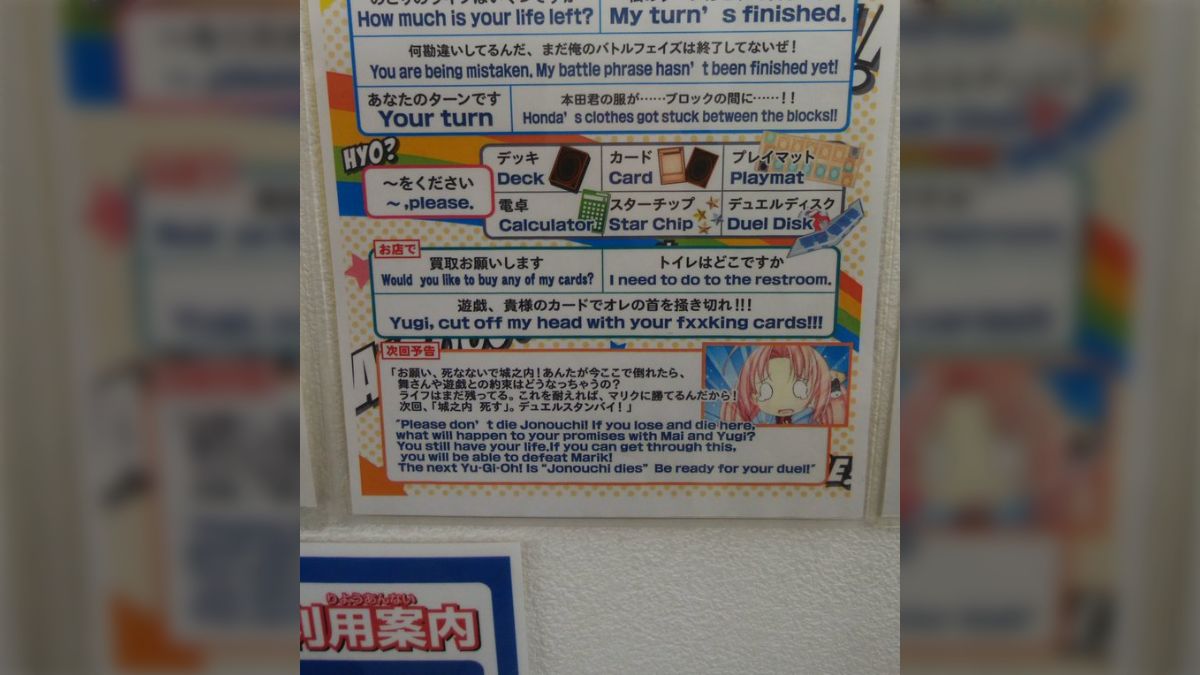 How much is your life left?
My turn's finished.
何勘違いしてるんだ、まだ俺のバトルフェイズは終了してないぜ！
You are being mistaken. My battle phrase hasn't been finished yet!
あなたのターンです
Your turn
本田君の服が……ブロックの間に……！！
Honda's clothes got stuck between the blocks!!
HYO?
～をください
～,please.
デッキ
Deck
カード
Card
プレイマット
Playmat
電卓
Calculator
スターチップ
Star Chip
デュエルディスク
Duel Disk
お店で
買取お願いします
Would you like to buy any of my cards?
トイレはどこですか
I need to do to the restroom.
遊戯、貴様のカードでオレの首を掻き切れ！！！
Yugi, cut off my head with your fxxking cards!!!
次回予告
「お願い、死なないで城之内！あんたが今ここで倒れたら、
舞さんや遊戯との約束はどうなっちゃうの？
ライフはまだ残ってる。これを耐えれば、マリクに勝てるんだから！
次回、「城之内 死す」。デュエルスタンバイ！」
"Please don't die Jonouchi! If you lose and die here,
what will happen to your promises with Mai and Yugi?
You still have your life.If you can get through this,
you will be able to defeat Marik!
The next Yu-Gi-Oh! Is "Jonouchi dies" Be ready for your duel!"
りようあんない
利用案内